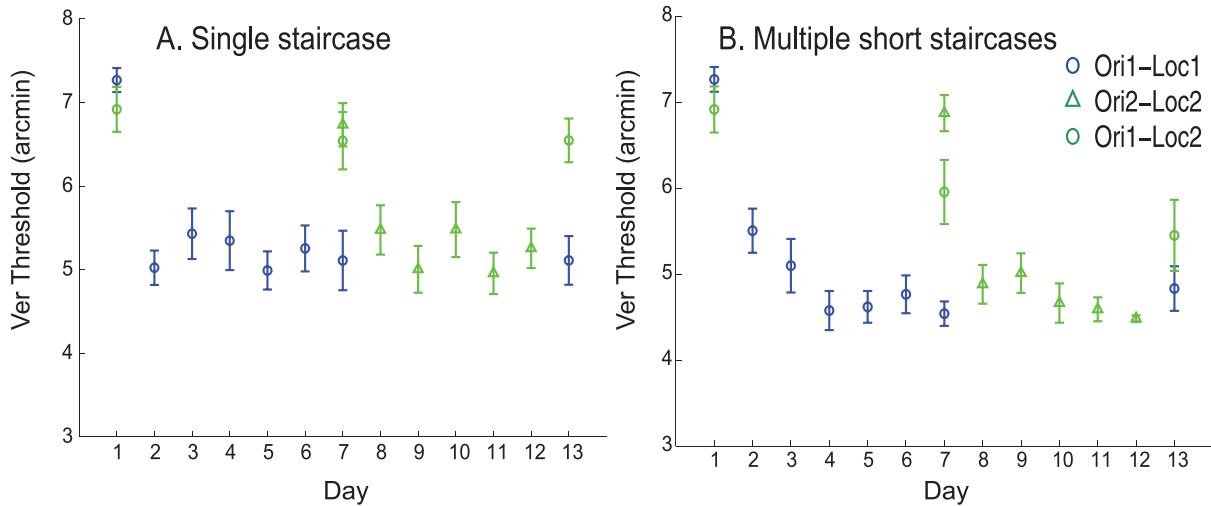 A. Single staircase
Ver Threshold (arcmin)
8
7
6
5
4
3
1 2 3 4 5 6 7 8 9 10 11 12 13
Day
B. Multiple short staircases
Ori1–Loc1
Ori2–Loc2
Ori1–Loc2
Ver Threshold (arcmin)
8
7
6
5
4
3
1 2 3 4 5 6 7 8 9 10 11 12 13
Day